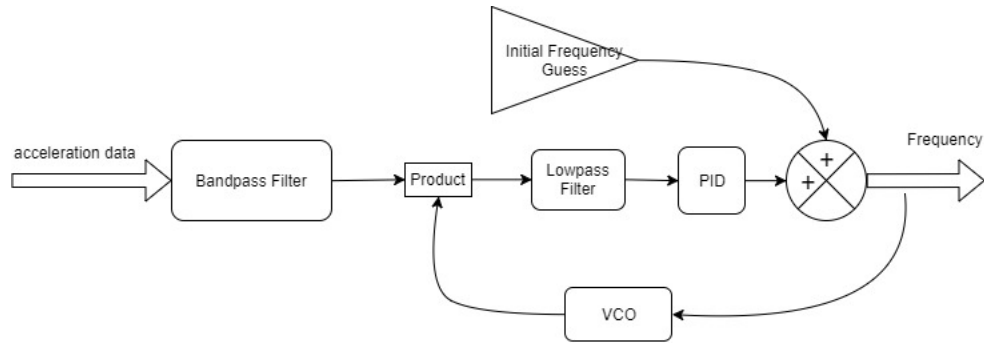 Initial Frequency
Guess
acceleration data
Frequency
Bandpass Filter
Product
Lowpass
Filter
PID
+
+
VCO